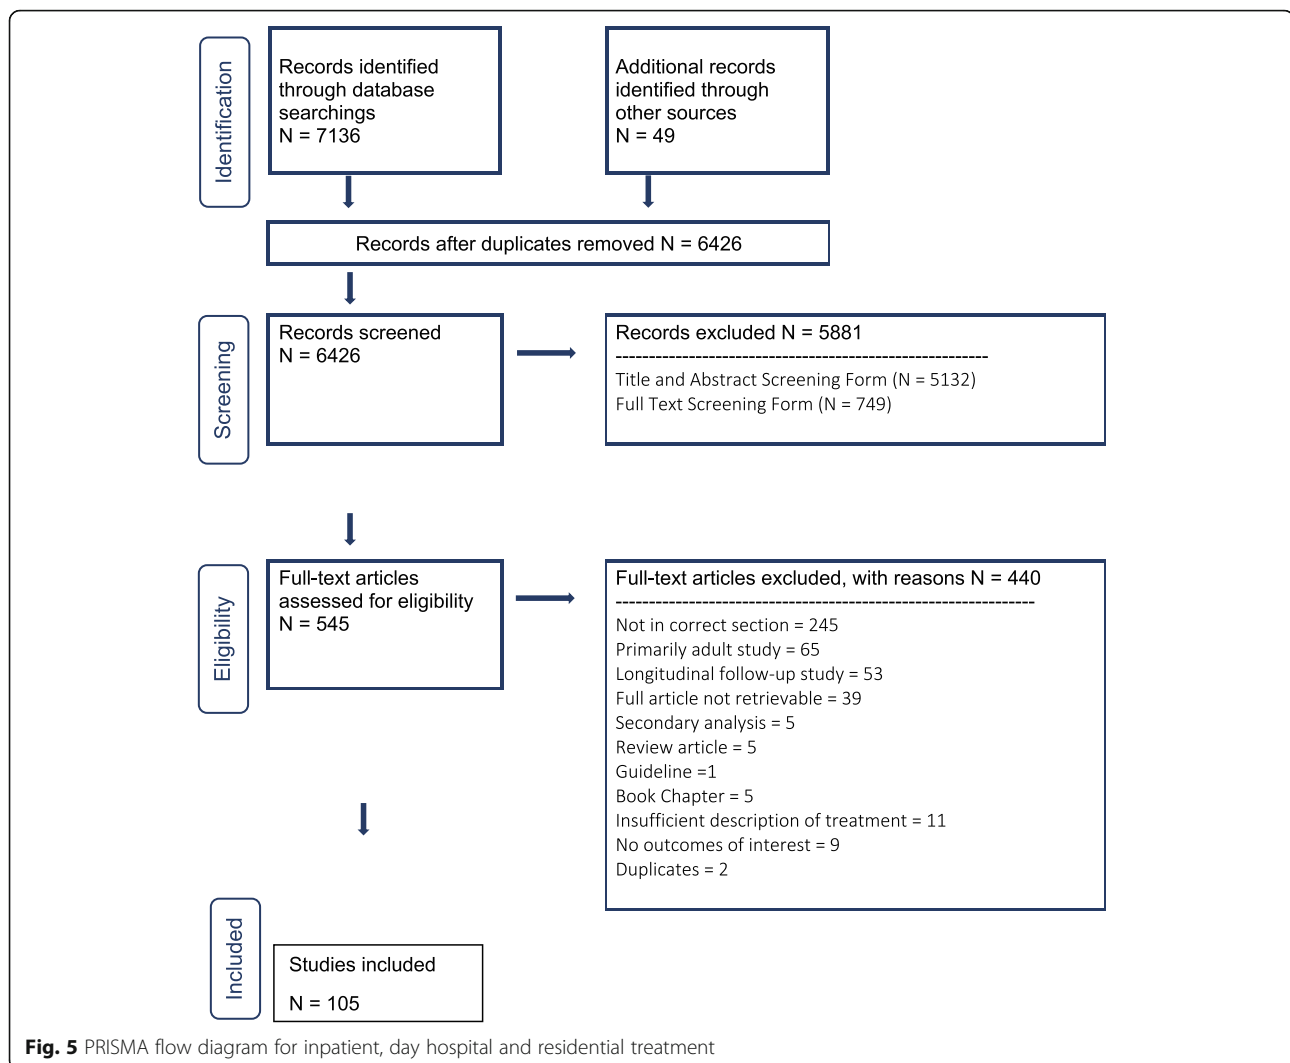 Identification
Records identified
through database
searchings
N = 7136
Additional records
identified through
other sources
N = 49
Records after duplicates removed N = 6426
Screening
Records screened
N = 6426
Records excluded N = 5881
--------------------------------------------------------
Title and Abstract Screening Form (N = 5132)
Full Text Screening Form (N = 749)
Eligibility
Full-text articles
assessed for eligibility
N = 545
Full-text articles excluded, with reasons N = 440
---------------------------------------------------------------
Not in correct section = 245
Primarily adult study = 65
Longitudinal follow-up study = 53
Full article not retrievable = 39
Secondary analysis = 5
Review article = 5
Guideline =1
Book Chapter = 5
Insufficient description of treatment = 11
No outcomes of interest = 9
Duplicates = 2
Included
Studies included
N = 105
Fig. 5 PRISMA flow diagram for inpatient, day hospital and residential treatment